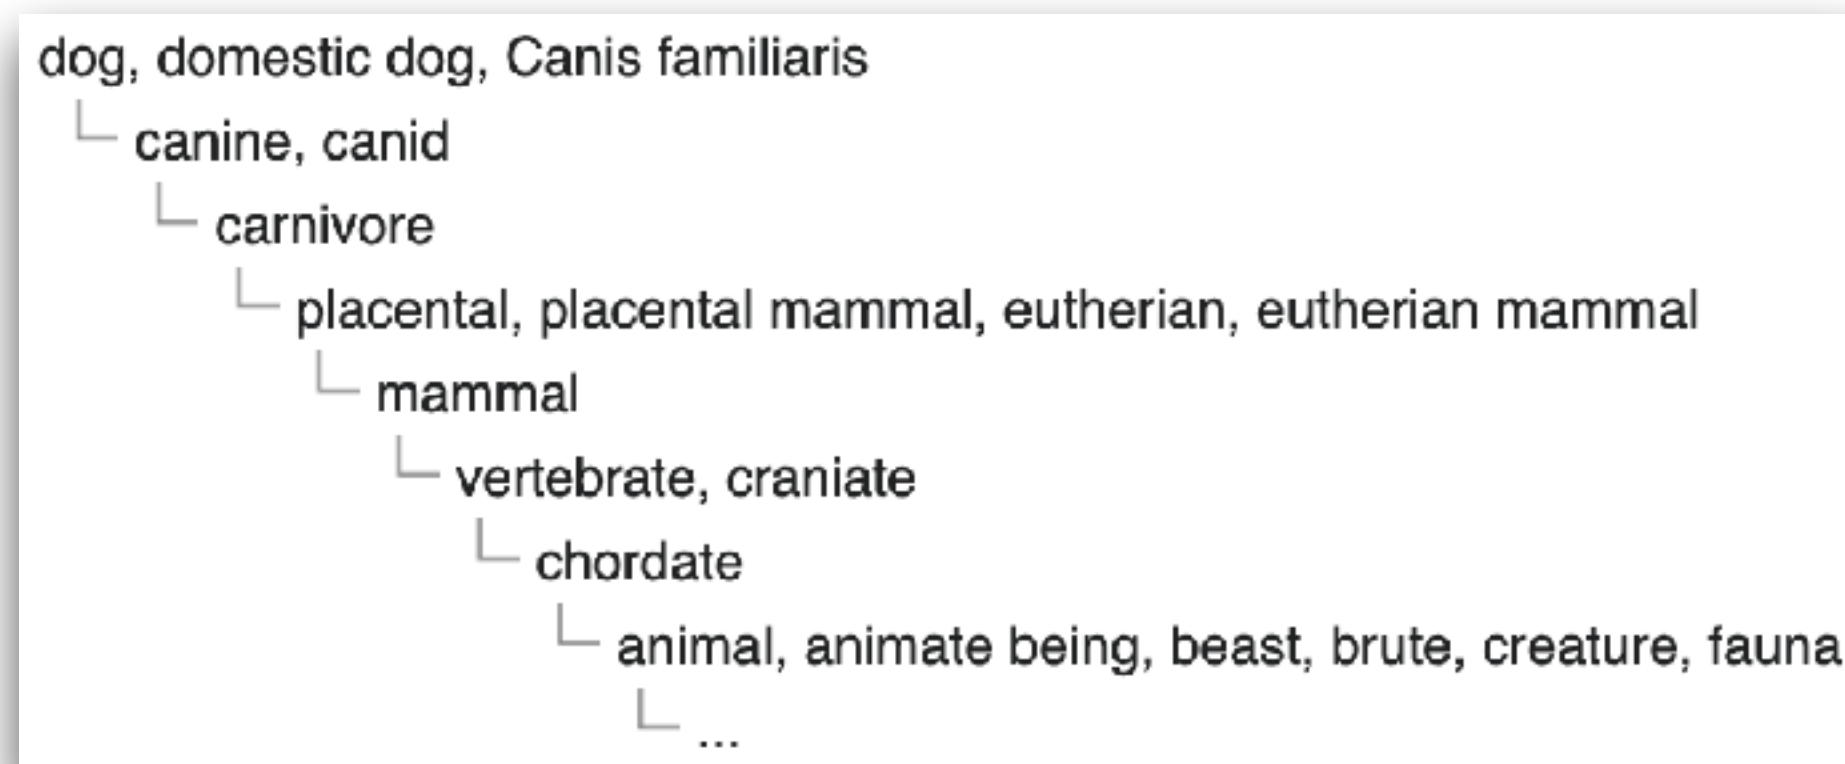 dog, domestic dog, Canis familiaris
canine, canid
carnivore
placental, placental mammal, eutherian, eutherian mammal
mammal
vertebrate, craniate
chordate
animal, animate being, beast, brute, creature, fauna
...